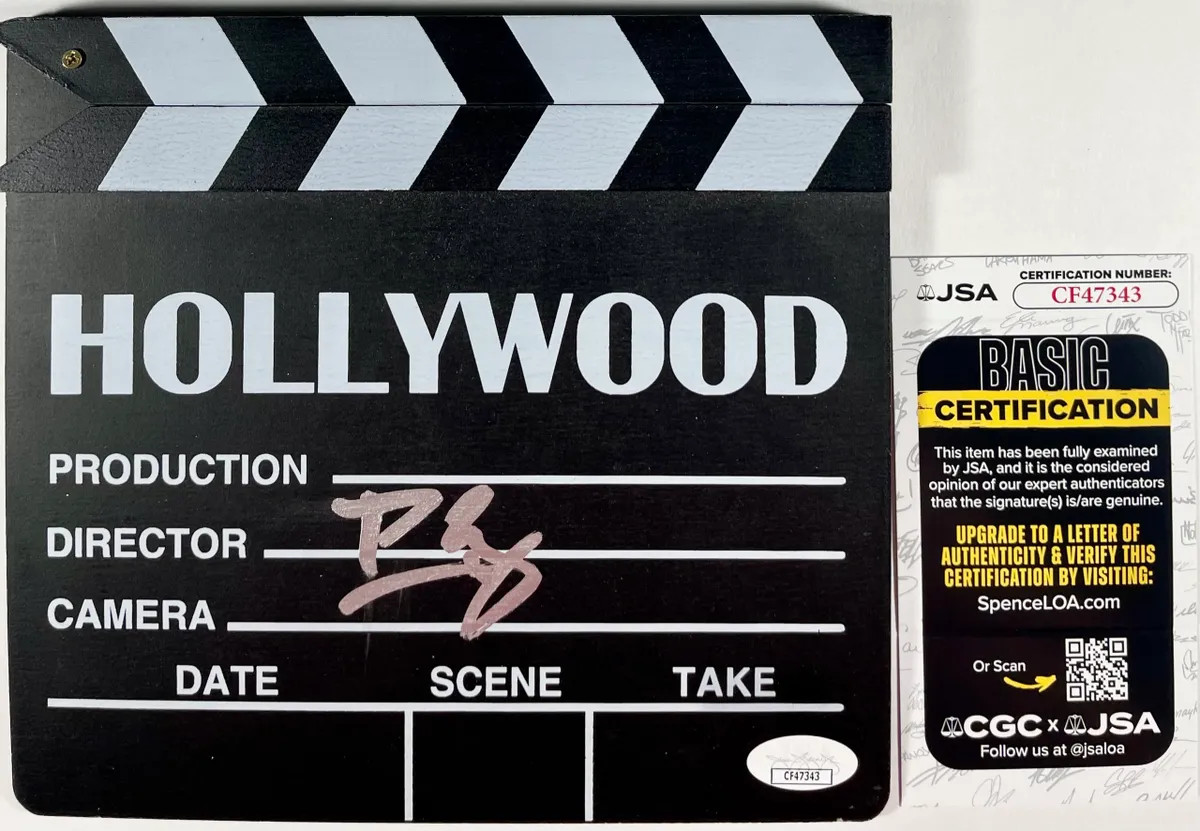 HOLLYWOOD
PRODUCTION
DIRECTOR
CAMERA
DATE SCENE TAKE
CF47343
CERTIFICATION NUMBER:
JSA CF47343
BASIC
CERTIFICATION
This item has been fully examined
by JSA, and it is the considered
opinion of our expert authenticators
that the signature(s) is/are genuine.
UPGRADE TO A LETTER OF
AUTHENTICITY & VERIFY THIS
CERTIFICATION BY VISITING:
SpenceLOA.com
Or Scan
CGC x JSA
Follow us at @jsaloa